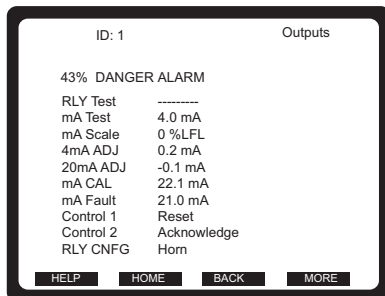 ID: 1 Outputs
43% DANGER ALARM
RLY Test ---------
mA Test 4.0 mA
mA Scale 0 %LFL
4mA ADJ 0.2 mA
20mA ADJ -0.1 mA
mA CAL 22.1 mA
mA Fault 21.0 mA
Control 1 Reset
Control 2 Acknowledge
RLY CNFG Horn
HELP HOME BACK MORE